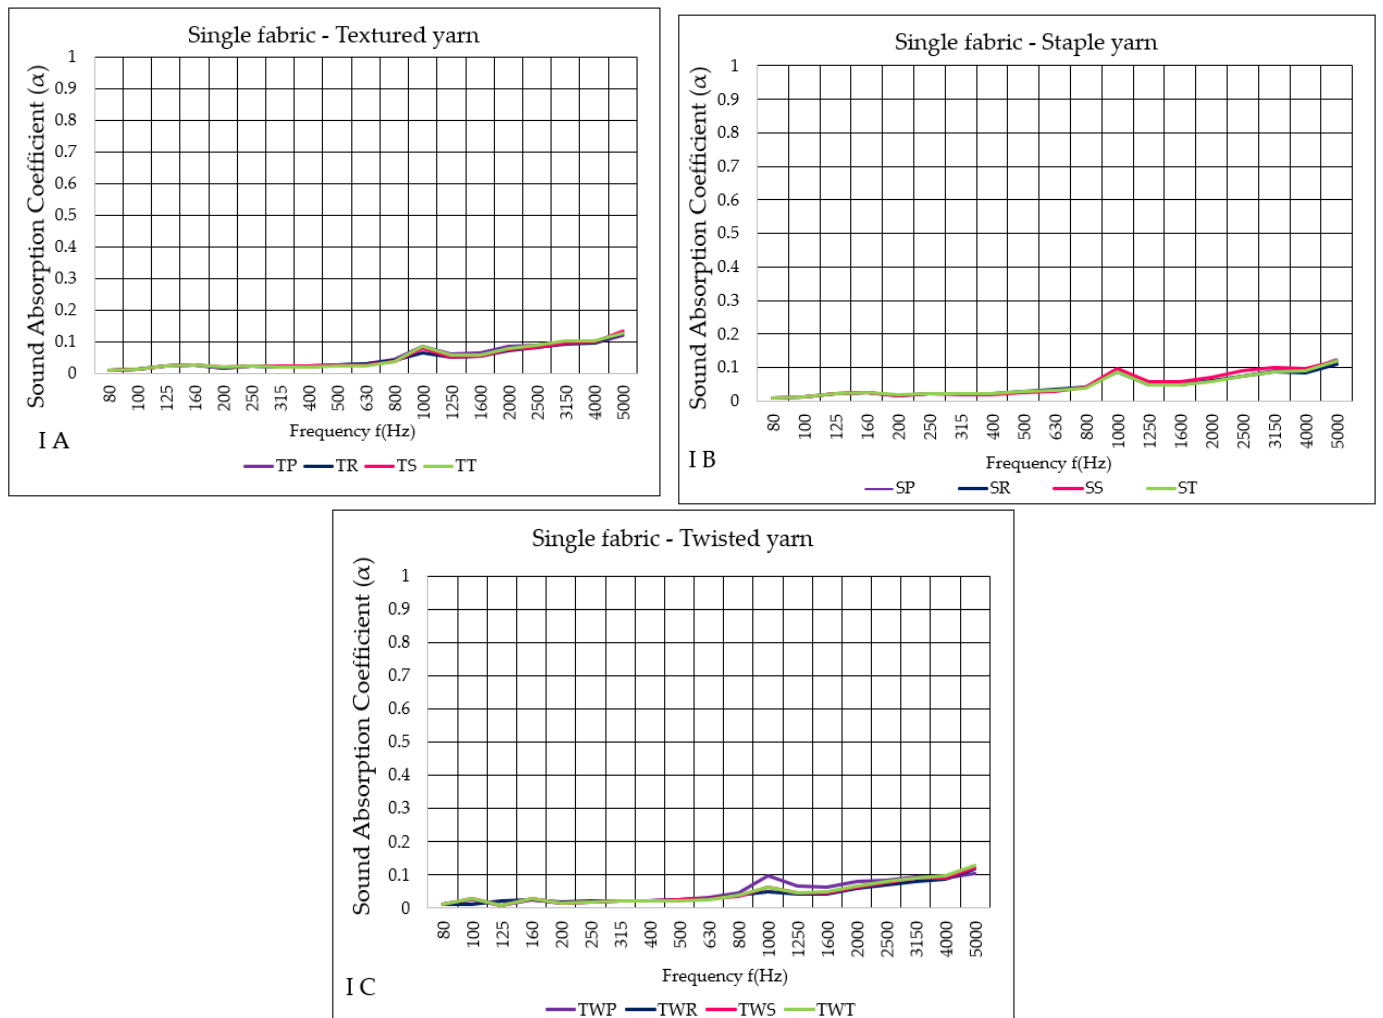 Single fabric - Textured yarn
Sound Absorption Coefficient (α)
1
0.9
0.8
0.7
0.6
0.5
0.4
0.3
0.2
0.1
0
80 100 125 160 200 250 315 400 500 630 800 1000 1250 1600 2000 2500 3150 4000 5000
Frequency f(Hz)
I A
TP TR TS TT
Single fabric - Staple yarn
Sound Absorption Coefficient (α)
1
0.9
0.8
0.7
0.6
0.5
0.4
0.3
0.2
0.1
0
80 100 125 160 200 250 315 400 500 630 800 1000 1250 1600 2000 2500 3150 4000 5000
Frequency f(Hz)
I B
SP SR SS ST
Single fabric - Twisted yarn
Sound Absorption Coefficient (α)
1
0.9
0.8
0.7
0.6
0.5
0.4
0.3
0.2
0.1
0
80 100 125 160 200 250 315 400 500 630 800 1000 1250 1600 2000 2500 3150 4000 5000
Frequency f(Hz)
I C
TWP TWR TWS TWT